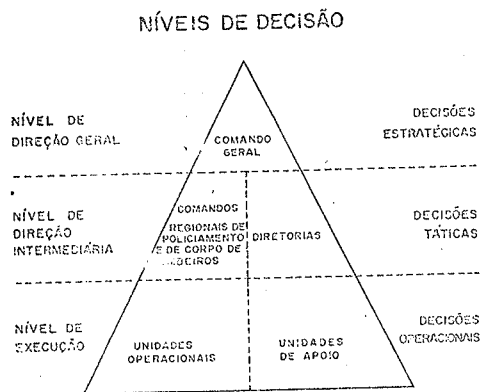 NÍVEIS DE DECISÃO
NÍVEL DE
DIREÇÃO GERAL
COMANDO
GERAL
DECISÕES
ESTRATÉGICAS
NÍVEL DE
DIREÇÃO
INTERMEDIÁRIA
COMANDOS
REGIONAIS DE
POLICIAMENTO
E DE CORPO DE
DIRETORIAS
DECISÕES
TÁTICAS
NÍVEL DE
EXECUÇÃO
UNIDADES
OPERACIONAIS
UNIDADES
DE APOIO
DECISÕES
OPERACIONAIS